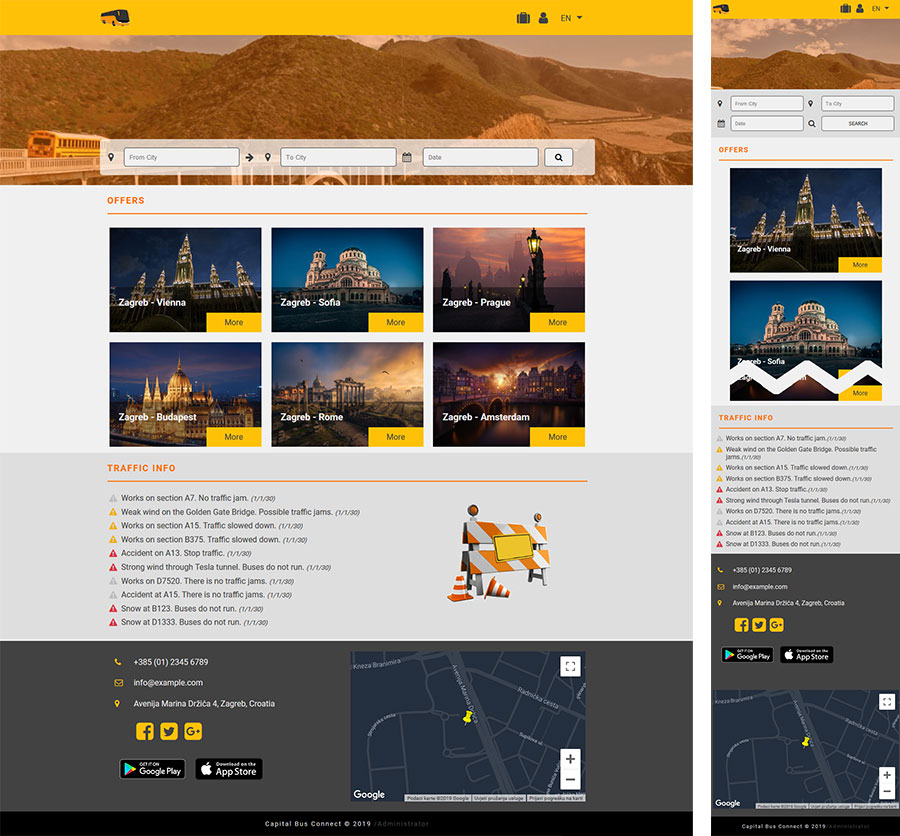 EN
From City
To City
Date
OFFERS
Zagreb - Vienna
More
Zagreb - Sofia
More
Zagreb - Prague
More
Zagreb - Budapest
More
Zagreb - Rome
More
Zagreb - Amsterdam
More
TRAFFIC INFO
Works on section A7. No traffic jam. (1/1/30)
Weak wind on the Golden Gate Bridge. Possible traffic jams. (1/1/30)
Works on section A15. Traffic slowed down. (1/1/30)
Works on section B375. Traffic slowed down. (1/1/30)
Accident on A13. Stop traffic. (1/1/30)
Strong wind through Tesla tunnel. Buses do not run. (1/1/30)
Works on D7520. There is no traffic jams. (1/1/30)
Accident at A15. There is no traffic jams. (1/1/30)
Snow at B123. Buses do not run. (1/1/30)
Snow at D1333. Buses do not run. (1/1/30)
+385 (01) 2345 6789
info@example.com
Avenija Marina Držića 4, Zagreb, Croatia
GET IT ON
Google Play
Download on the
App Store
Kneza Branimira
Avenija Marina Držića
Radnička cesta
Supilova ul.
Google
Podaci karte ©2019 Google
Uvjeti pružanja usluge
Prijavi pogrešku na karti
Capital Bus Connect © 2019 /Administrator
EN
From City
To City
Date
SEARCH
OFFERS
Zagreb - Vienna
More
Zagreb - Sofia
More
TRAFFIC INFO
Works on section A7. No traffic jam.(1/1/30)
Weak wind on the Golden Gate Bridge. Possible traffic
jams.(1/1/30)
Works on section A15. Traffic slowed down.(1/1/30)
Works on section B375. Traffic slowed down.(1/1/30)
Accident on A13. Stop traffic.(1/1/30)
Strong wind through Tesla tunnel. Buses do not run.(1/1/30)
Works on D7520. There is no traffic jams.(1/1/30)
Accident at A15. There is no traffic jams.(1/1/30)
Snow at B123. Buses do not run.(1/1/30)
Snow at D1333. Buses do not run.(1/1/30)
+385 (01) 2345 6789
info@example.com
Avenija Marina Držića 4, Zagreb, Croatia
GET IT ON
Google Play
Download on the
App Store
Kneza Branimira
Avenija Marina Držića
Radnička cesta
Supilova ul.
Google
Podaci karte ©2019 Google
Uvjeti pružanja usluge
Prijavi pogrešku na karti
Capital Bus Connect © 2019 /Administrator